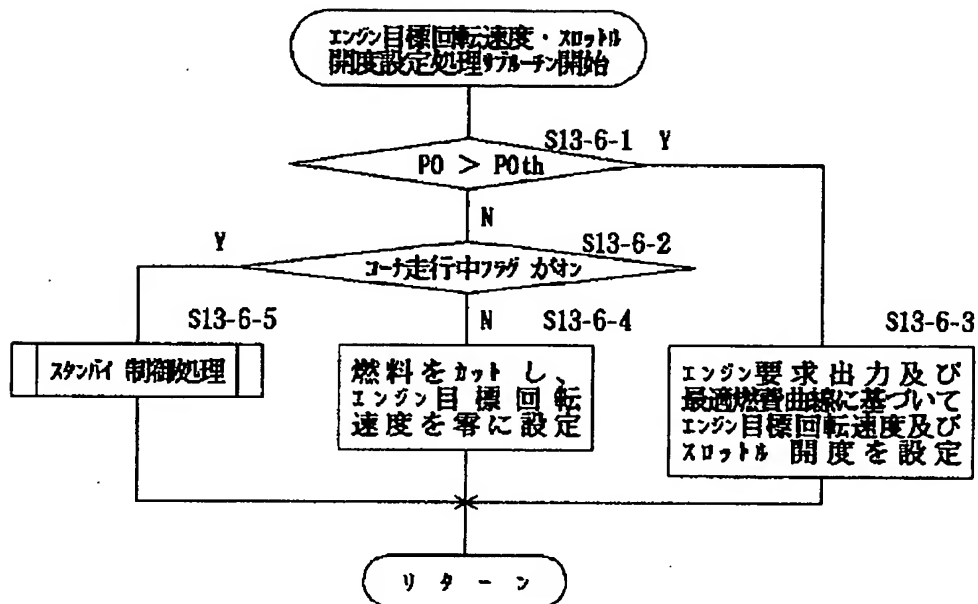 エンジン目標回転速度・スロットル
開度設定処理サブルーチン開始
S13-6-1 Y
PO > POth
N
Y
S13-6-2
コーナ走行中フラグ がオン
S13-6-5
N
S13-6-4
S13-6-3
スタンバイ 制御処理
燃料をカットし、
エンジン目標回転
速度を零に設定
エンジン要求出力及び
最適燃費曲線に基づいて
エンジン目標回転速度及び
スロットル 開度を設定
リターン